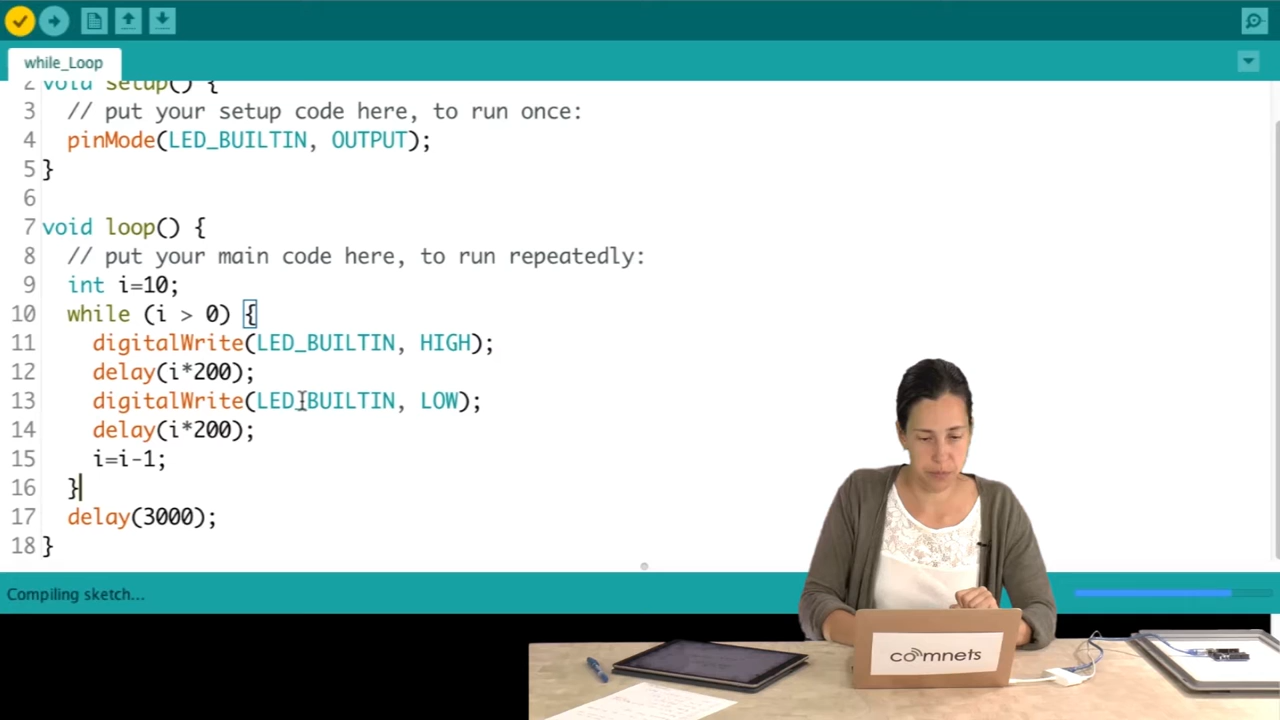 while_Loop
2 void setup() {
3 // put your setup code here, to run once:
4 pinMode(LED_BUILTIN, OUTPUT);
5 }
6
7 void loop() {
8 // put your main code here, to run repeatedly:
9 int i=10;
10 while (i > 0) {
11 digitalWrite(LED_BUILTIN, HIGH);
12 delay(i*200);
13 digitalWrite(LED_BUILTIN, LOW);
14 delay(i*200);
15 i=i-1;
16 }
17 delay(3000);
18 }
Compiling sketch...
comnets